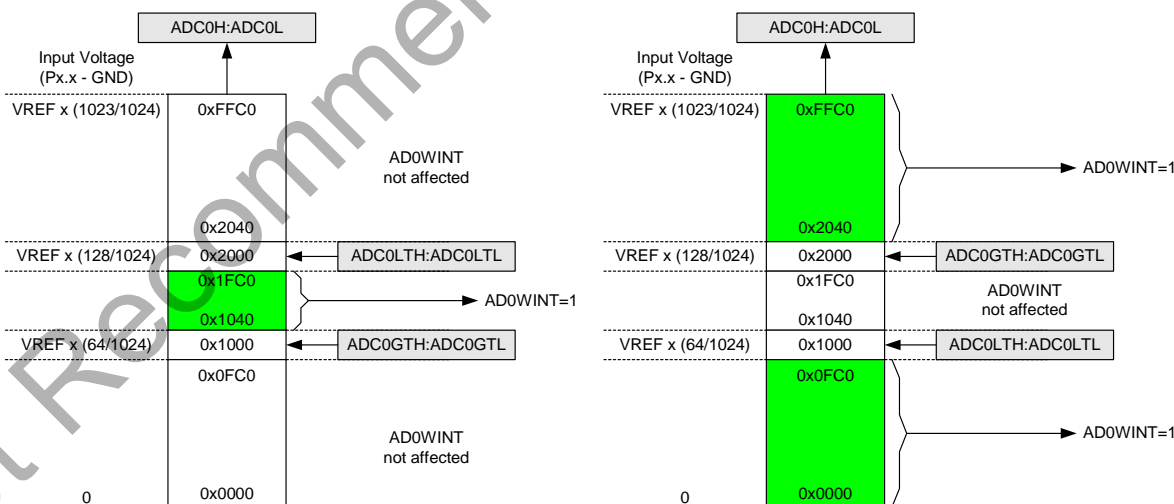 ADC0H:ADC0L
Input Voltage
(Px.x - GND)
VREF x (1023/1024)
0xFFC0
AD0WINT
not affected
0x2040
VREF x (128/1024)
0x2000
ADC0LTH:ADC0LTL
0x1FC0
AD0WINT=1
0x1040
VREF x (64/1024)
0x1000
ADC0GTH:ADC0GTL
0x0FC0
AD0WINT
not affected
0
0x0000
ADC0H:ADC0L
Input Voltage
(Px.x - GND)
VREF x (1023/1024)
0xFFC0
AD0WINT=1
0x2040
VREF x (128/1024)
0x2000
ADC0GTH:ADC0GTL
0x1FC0
AD0WINT
not affected
0x1040
VREF x (64/1024)
0x1000
ADC0LTH:ADC0LTL
0x0FC0
AD0WINT=1
0
0x0000